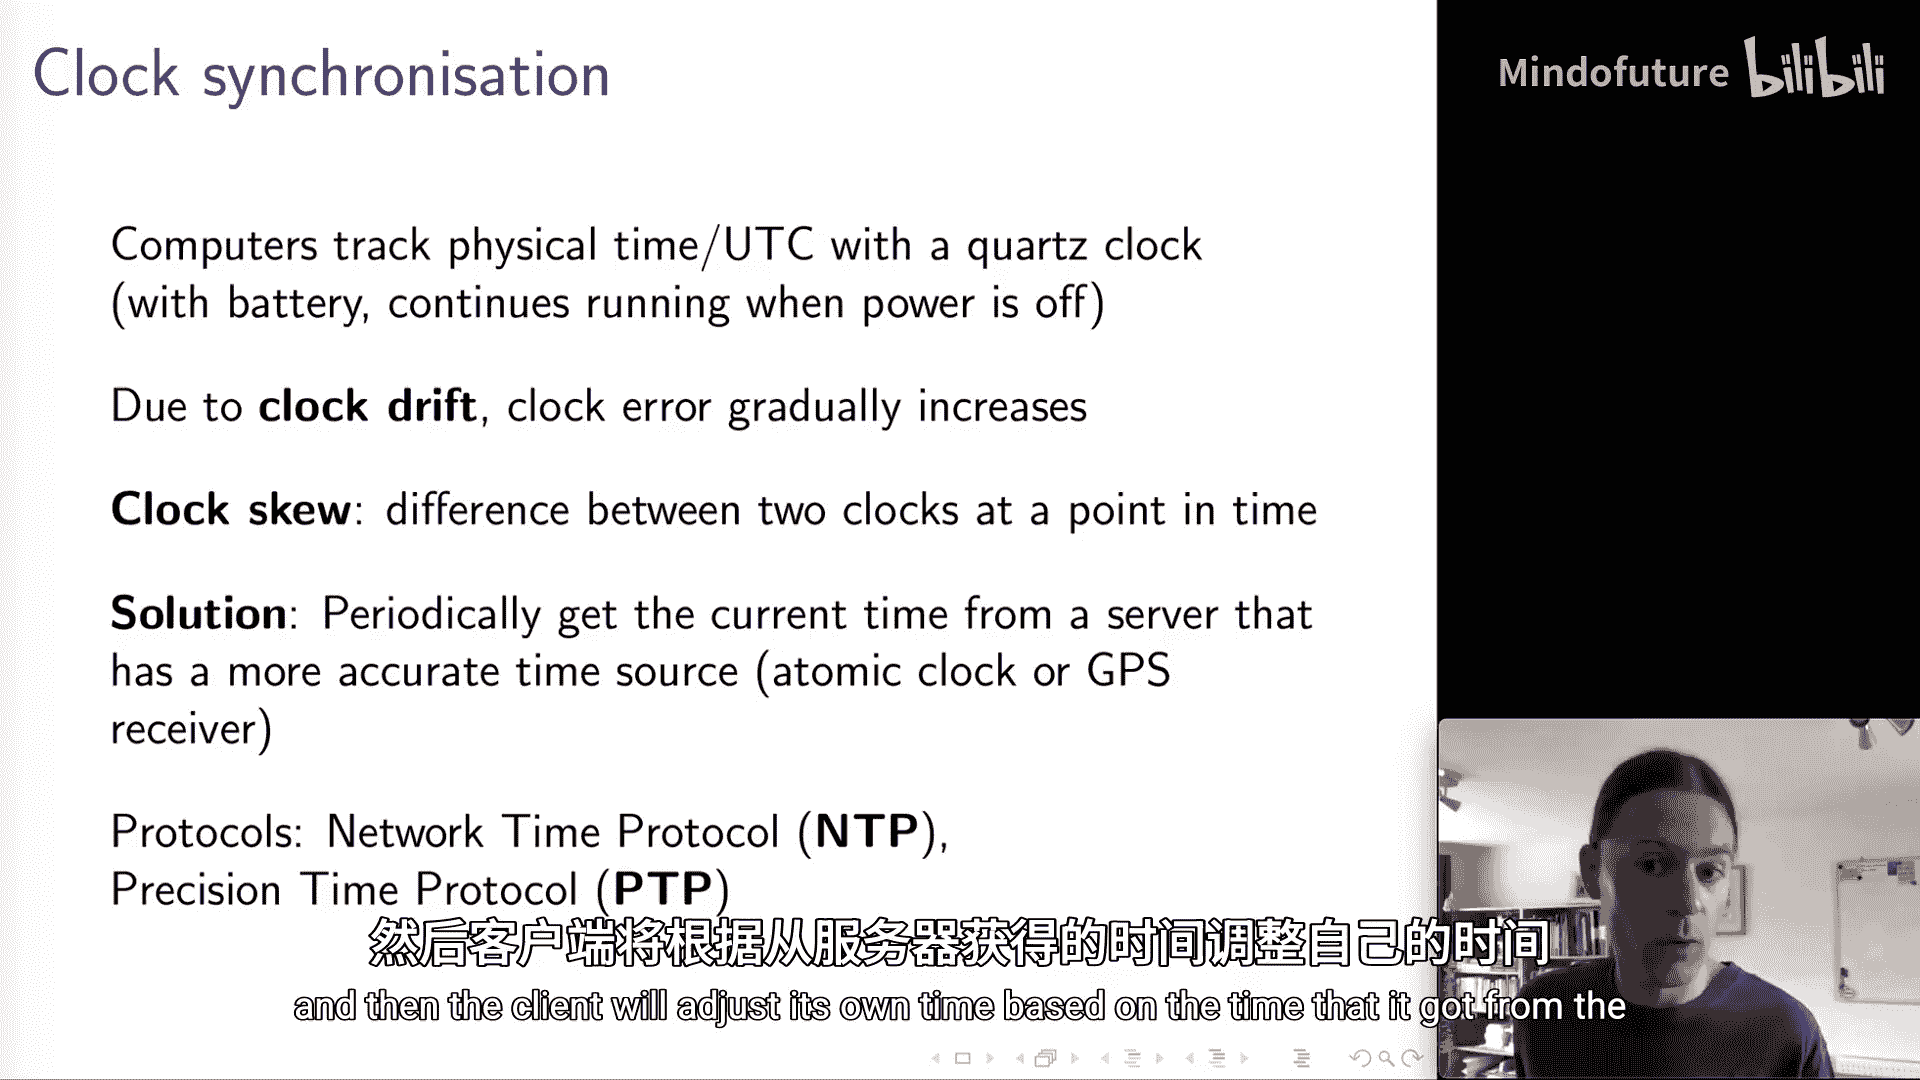 Clock synchronisation
Mindofuture bilibili
Computers track physical time/UTC with a quartz clock
(with battery, continues running when power is off)
Due to clock drift, clock error gradually increases
Clock skew: difference between two clocks at a point in time
Solution: Periodically get the current time from a server that
has a more accurate time source (atomic clock or GPS
receiver)
Protocols: Network Time Protocol (NTP),
Precision Time Protocol (PTP)
然后客户端将根据从服务器获得的时间调整自己的时间
and then the client will adjust its own time based on the time that it got from the